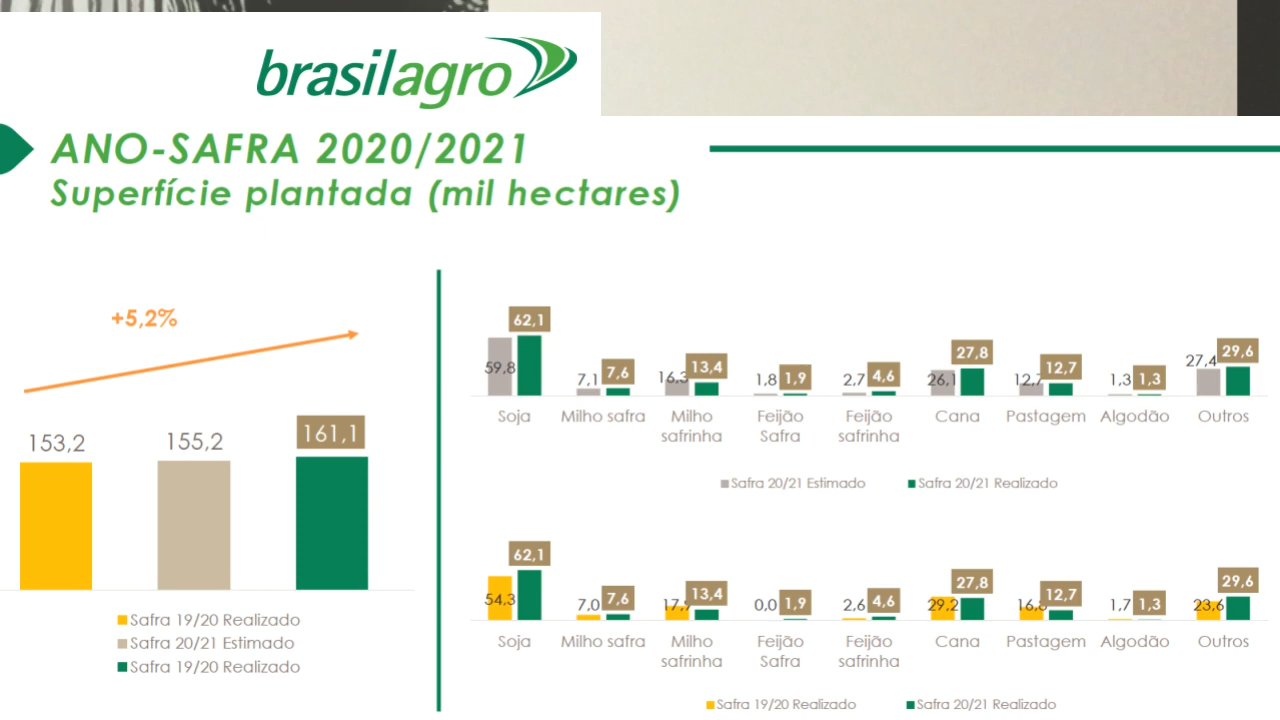 brasilagro
ANO-SAFRA 2020/2021
Superfície plantada (mil hectares)
+5,2%
153,2 155,2 161,1
Safra 19/20 Realizado
Safra 20/21 Estimado
Safra 19/20 Realizado
59,8 62,1 7,1 7,6 16,3 13,4 1,8 1,9 2,7 4,6 26,1 27,8 12,7 12,7 1,3 1,3 27,4 29,6
Soja Milho safra Milho safrinha Feijão Safra Feijão safrinha Cana Pastagem Algodão Outros
Safra 20/21 Estimado Safra 20/21 Realizado
54,3 62,1 7,0 7,6 17,7 13,4 0,0 1,9 2,6 4,6 29,2 27,8 16,8 12,7 1,7 1,3 23,6 29,6
Soja Milho safra Milho safrinha Feijão Safra Feijão safrinha Cana Pastagem Algodão Outros
Safra 19/20 Realizado Safra 20/21 Realizado